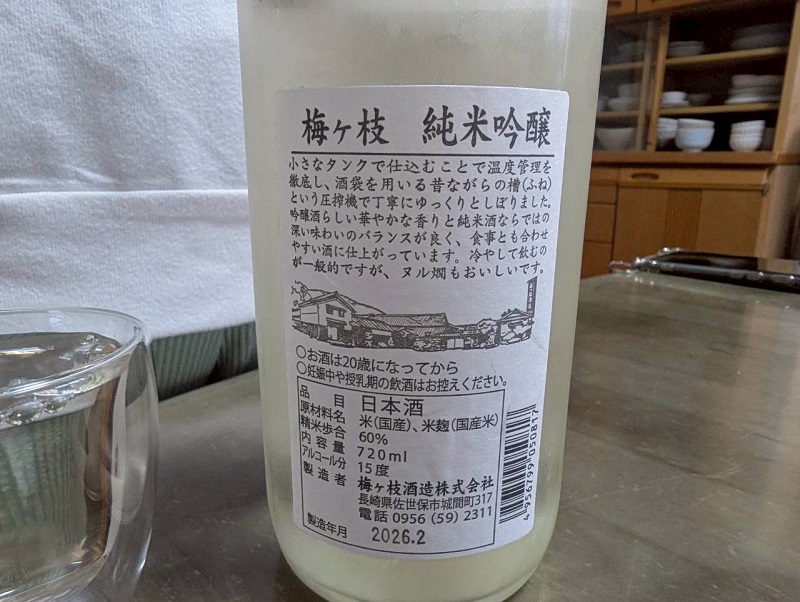 梅ヶ枝 純米吟醸
小さなタンクで仕込むことで温度管理を
徹底し、酒袋を用いる昔ながらの槽(ふね)
という圧搾機で丁寧にゆっくりとしぼりました。
吟醸酒らしい華やかな香りと純米酒ならではの
深い味わいのバランスが良く、食事とも合わせ
やすい酒に仕上がっています。冷やして飲むの
が一般的ですが、ヌル燗もおいしいです。
○お酒は20歳になってから
○妊娠中や授乳期の飲酒はお控えください。
品目 日本酒
原材料名 米(国産)、米麹(国産米)
精米歩合 60%
内容量 720ml
アルコール分 15度
製造者 梅ヶ枝酒造株式会社
長崎県佐世保市城間町317
電話 0956(59)2311
製造年月 2026.2
4956799050817